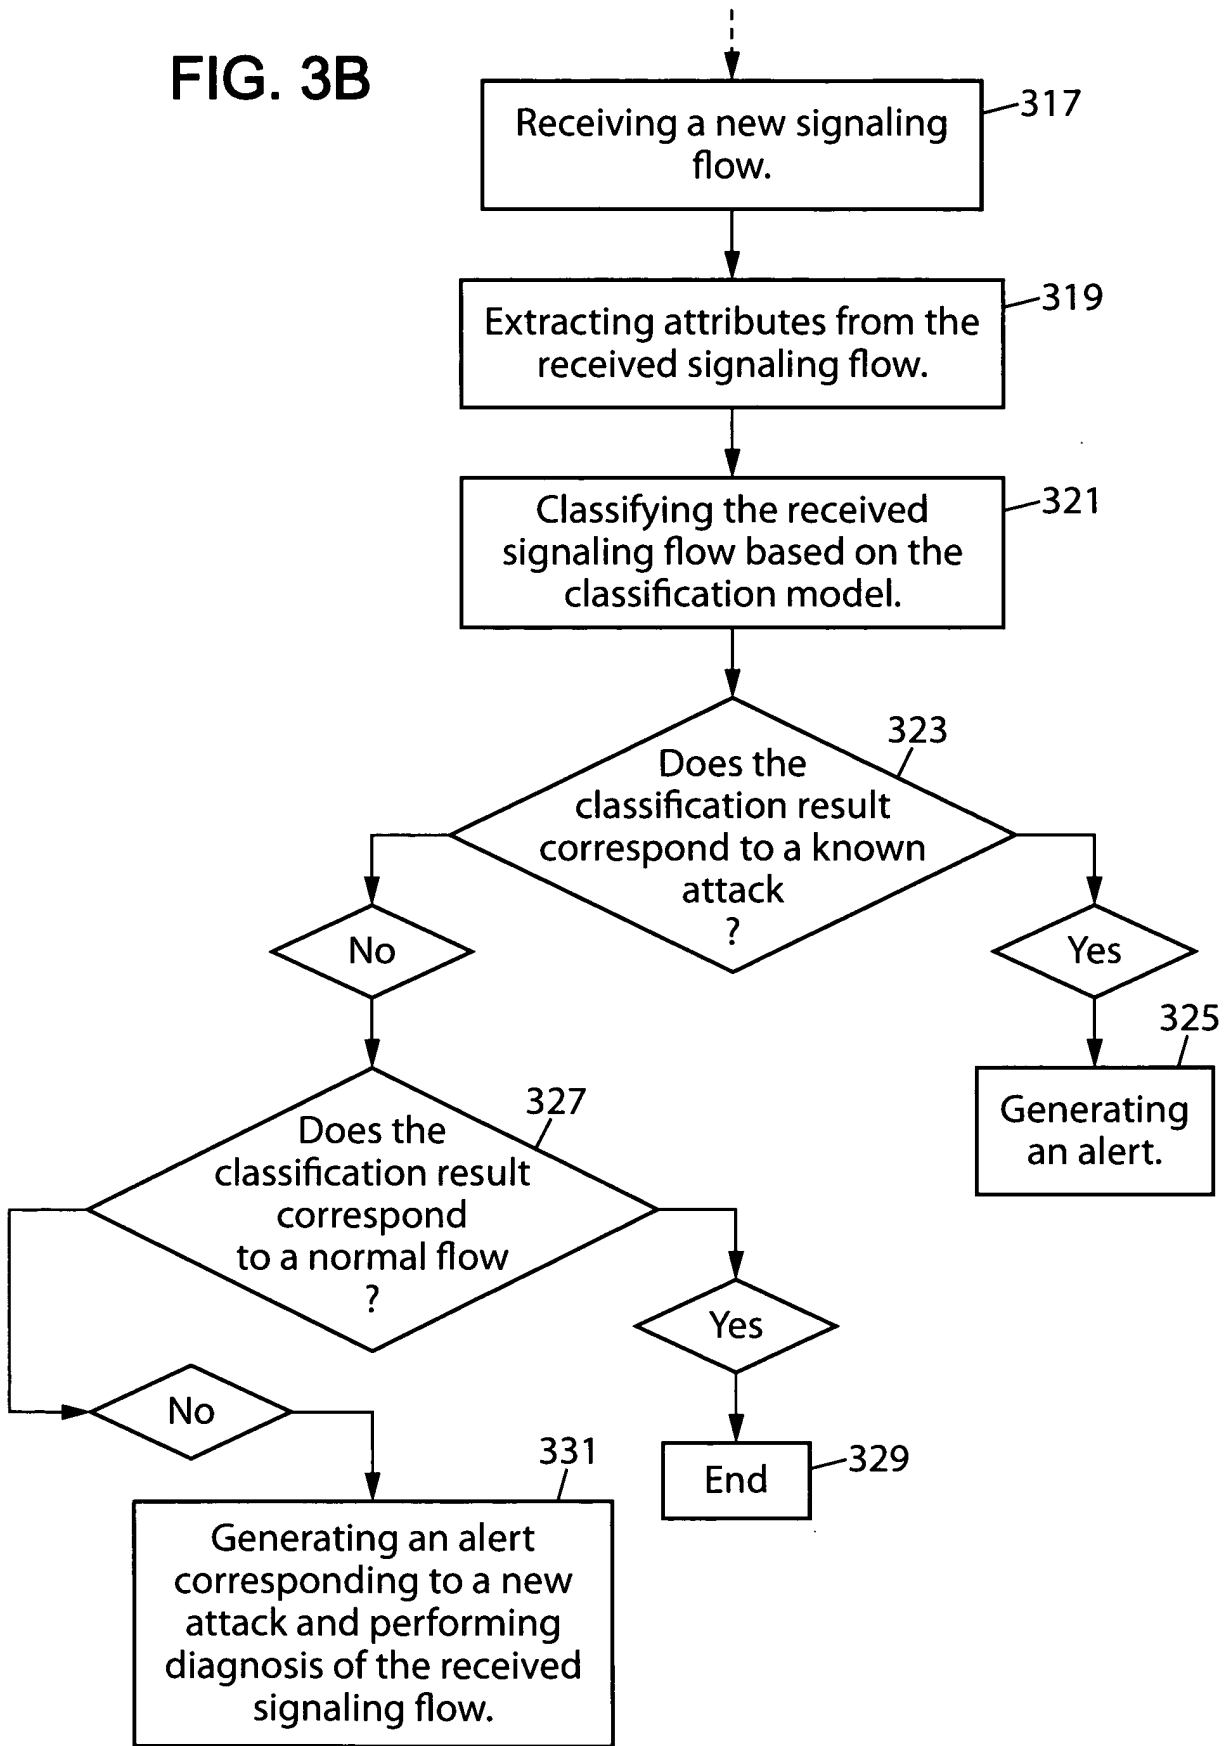 FIG. 3B
317
Receiving a new signaling
flow.
319
Extracting attributes from the
received signaling flow.
321
Classifying the received
signaling flow based on the
classification model.
323
Does the
classification result
correspond to a known
attack
?
No
Yes
325
Generating
an alert.
327
Does the
classification result
correspond
to a normal flow
?
Yes
No
329
End
331
Generating an alert
corresponding to a new
attack and performing
diagnosis of the received
signaling flow.